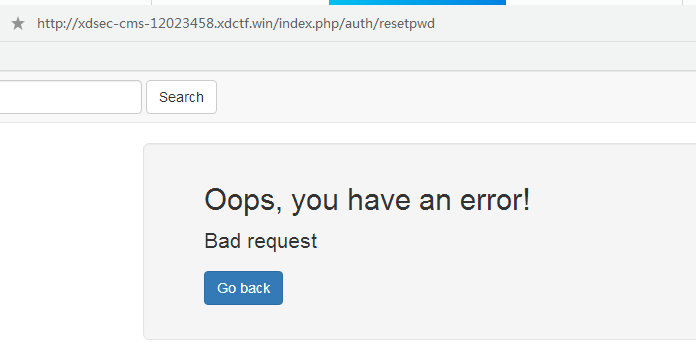 http://xdsec-cms-12023458.xdctf.win/index.php/auth/resetpwd
Search
Oops, you have an error!
Bad request
Go back